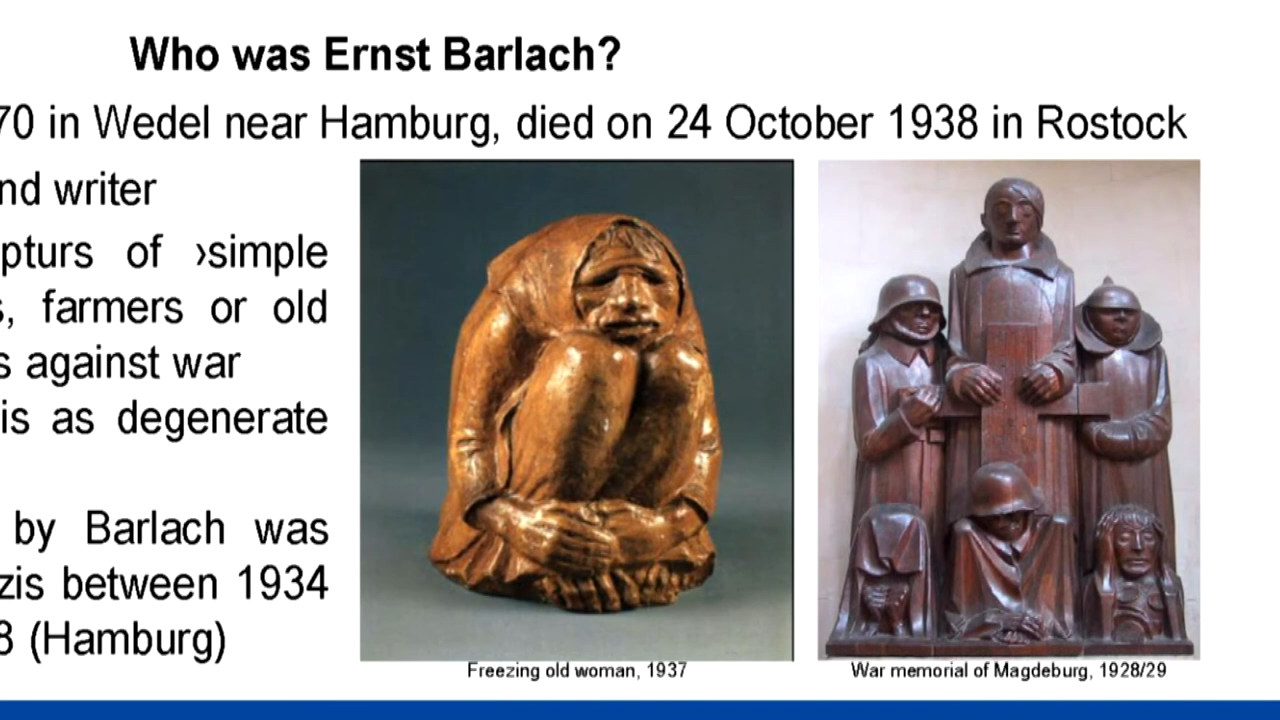 Who was Ernst Barlach?
70 in Wedel near Hamburg, died on 24 October 1938 in Rostock
nd writer
pturs of ›simple
s, farmers or old
s against war
is as degenerate
by Barlach was
zis between 1934
8 (Hamburg)
Freezing old woman, 1937
War memorial of Magdeburg, 1928/29